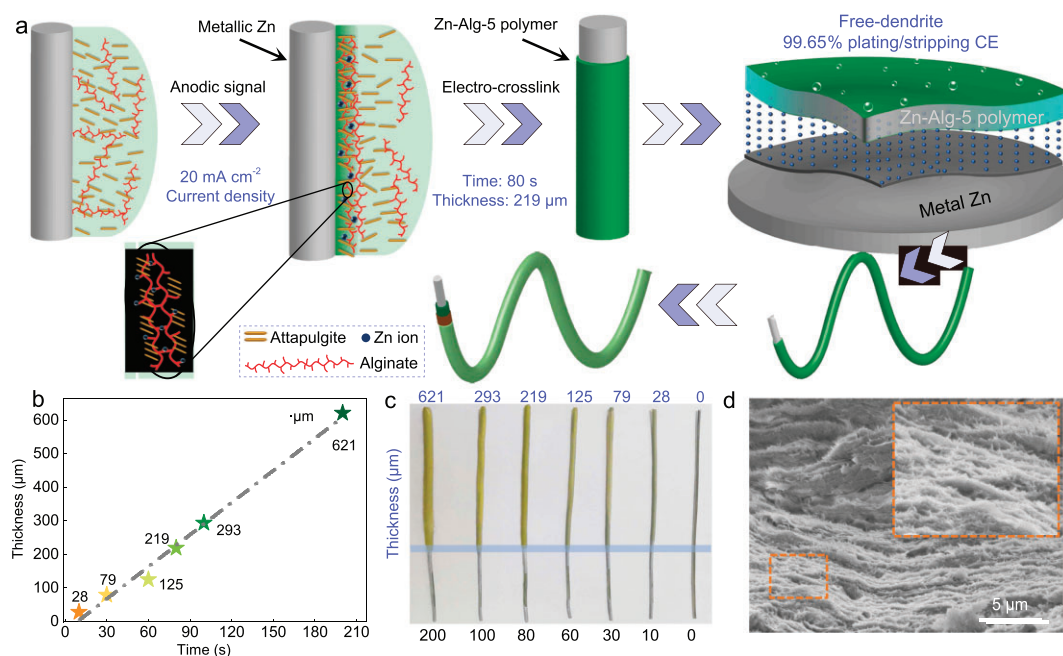 a
Metallic Zn
Zn-Alg-5 polymer
Free-dendrite
99.65% plating/stripping CE
Anodic signal
Electro-crosslink
Zn-Alg-5 polymer
20 mA cm⁻²
Current density
Time: 80 s
Thickness: 219 µm
Metal Zn
Attapulgite
Zn ion
Alginate
b
Thickness (µm)
600
500
400
300
200
100
0
·µm
621
293
219
125
79
28
0 30 60 90 120 150 180 210
Time (s)
c
621 293 219 125 79 28 0
Thickness (µm)
200 100 80 60 30 10 0
d
5 µm